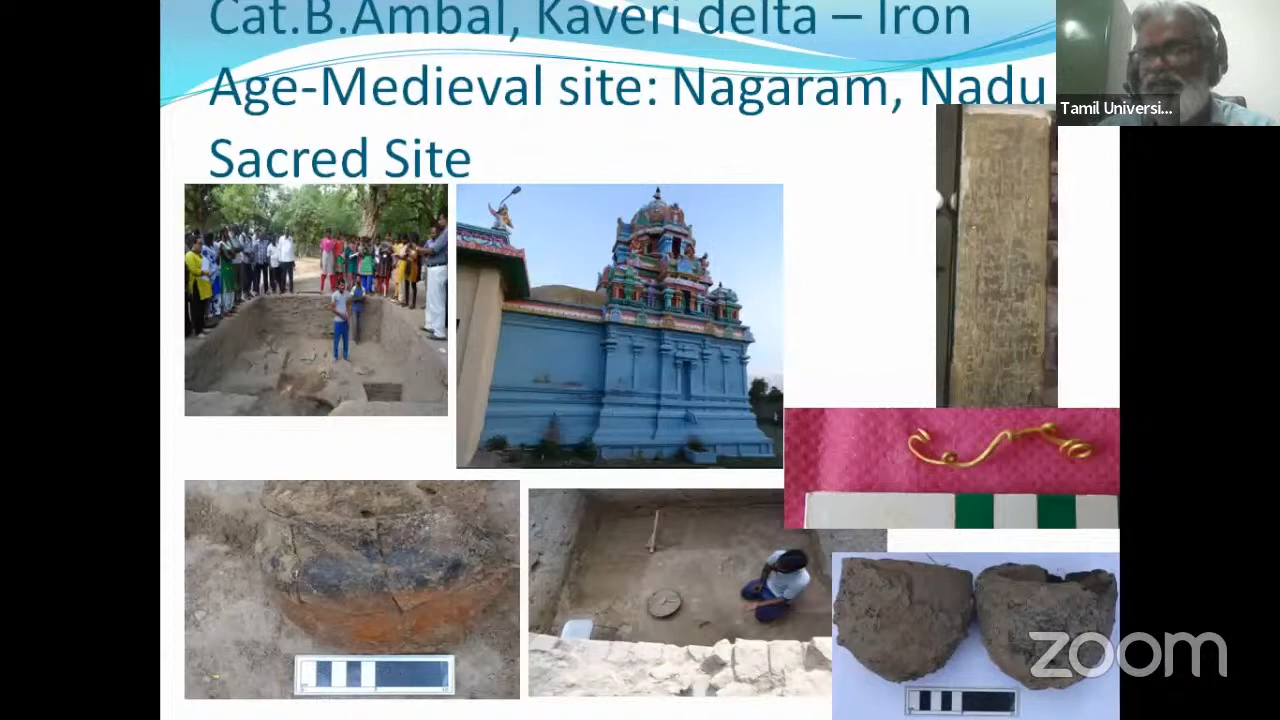 Cat.B.Ambal, Kaveri delta – Iron
Age-Medieval site: Nagaram, Nadu
Sacred Site
Tamil Universi...
zoom